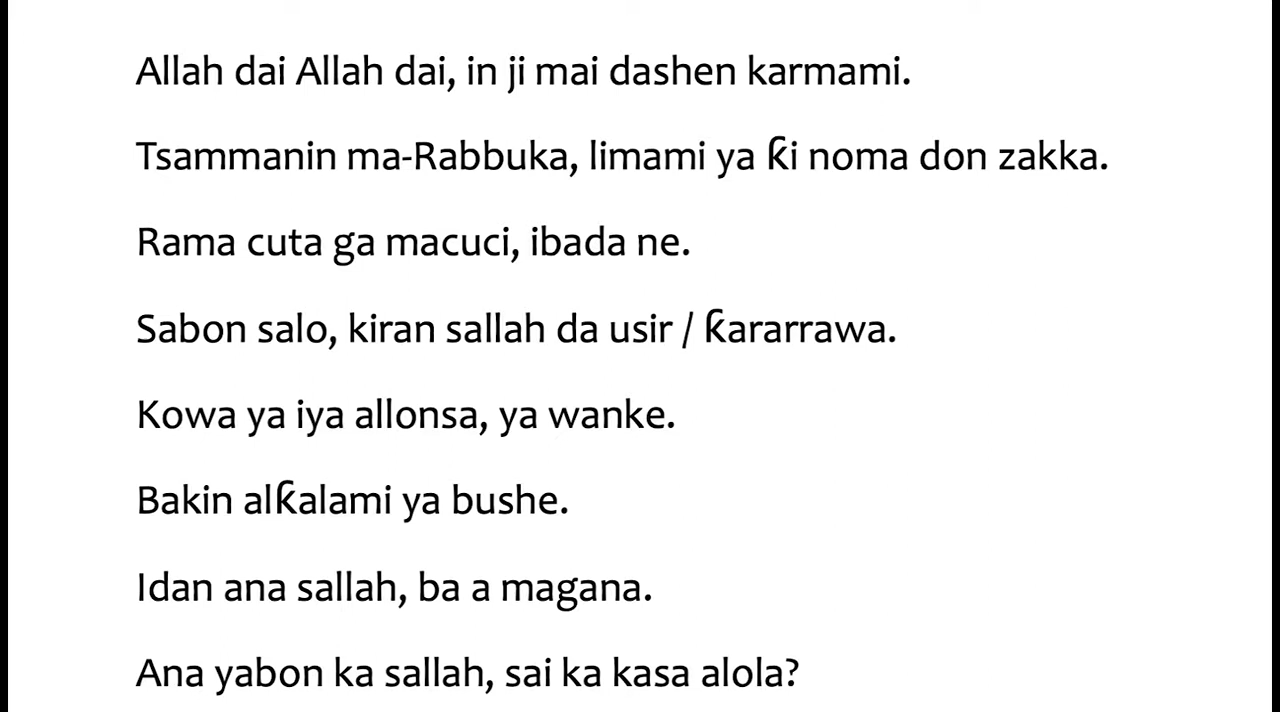 Allah dai Allah dai, in ji mai dashen karmami.
Tsammanin ma-Rabbuka, limami ya ƙi noma don zakka.
Rama cuta ga macuci, ibada ne.
Sabon salo, kiran sallah da usir / ƙararrawa.
Kowa ya iya allonsa, ya wanke.
Bakin alƙalami ya bushe.
Idan ana sallah, ba a magana.
Ana yabon ka sallah, sai ka kasa alola?